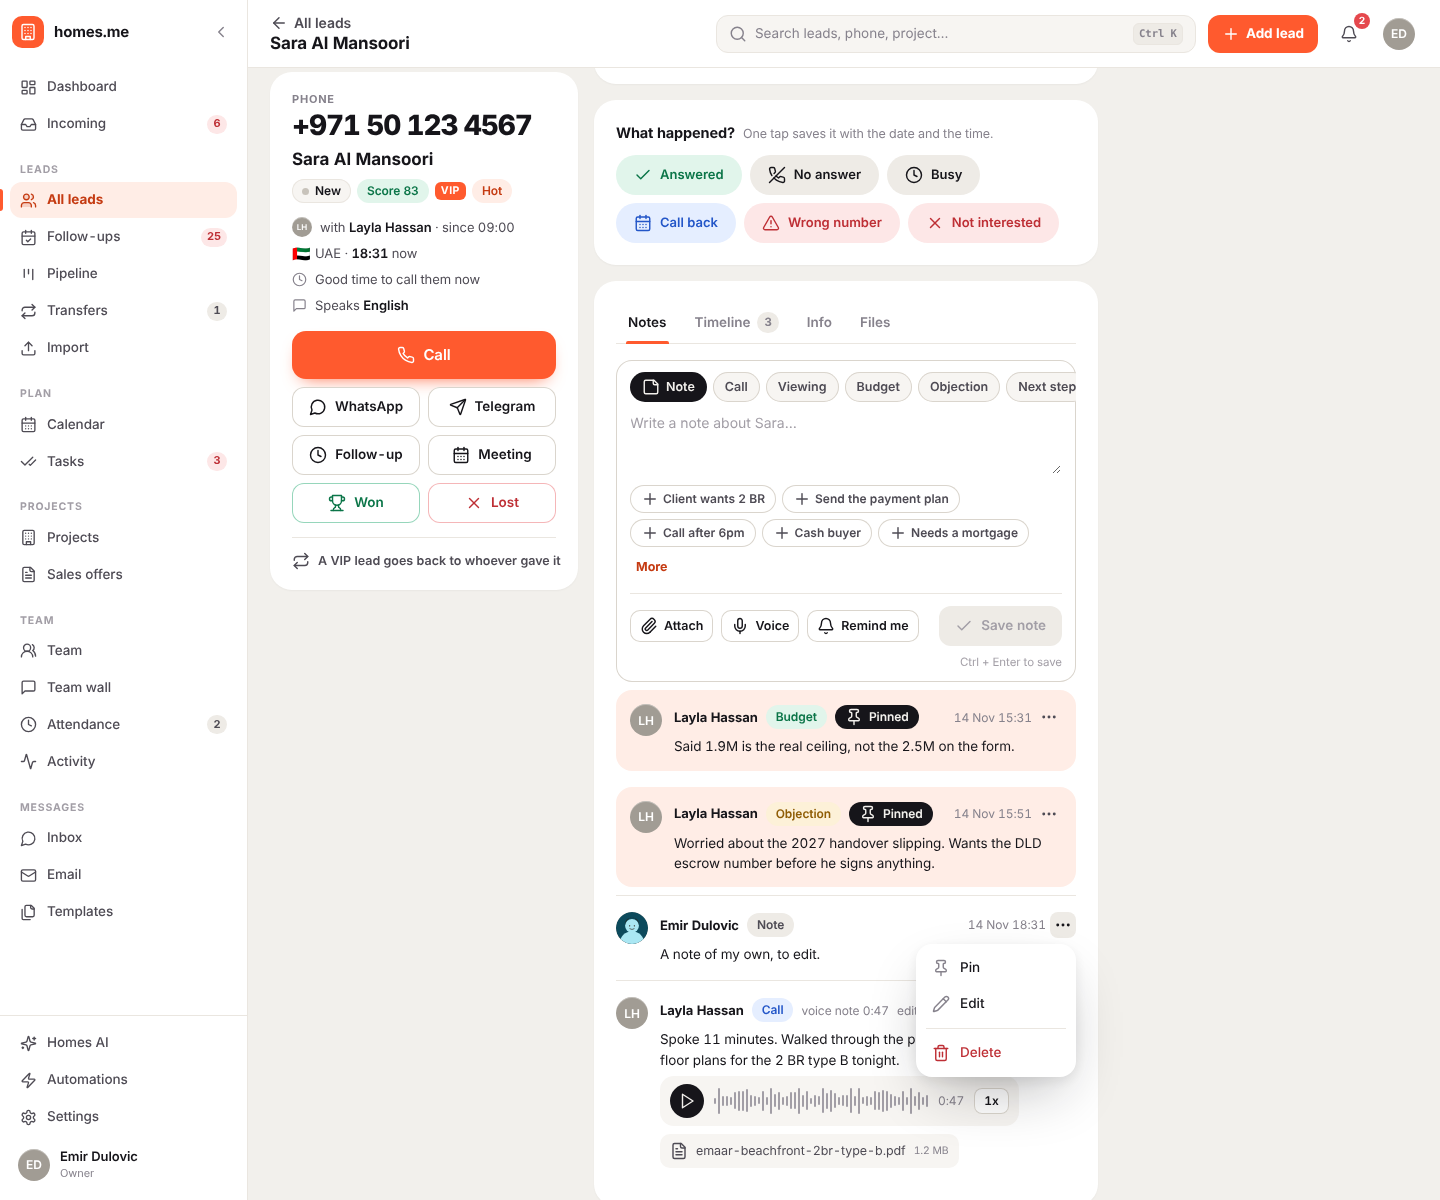 homes.me
Dashboard
Incoming 6
LEADS
All leads
Follow-ups 25
Pipeline
Transfers 1
Import
PLAN
Calendar
Tasks 3
PROJECTS
Projects
Sales offers
TEAM
Team
Team wall
Attendance 2
Activity
MESSAGES
Inbox
Email
Templates
Homes AI
Automations
Settings
ED
Emir Dulovic
Owner
All leads
Sara Al Mansoori
Search leads, phone, project...
Ctrl K
Add lead
2
ED
PHONE
+971 50 123 4567
Sara Al Mansoori
New Score 83 VIP Hot
LH with Layla Hassan · since 09:00
UAE · 18:31 now
Good time to call them now
Speaks English
Call
WhatsApp Telegram
Follow-up Meeting
Won Lost
A VIP lead goes back to whoever gave it
What happened? One tap saves it with the date and the time.
Answered No answer Busy
Call back Wrong number Not interested
Notes Timeline 3 Info Files
Note Call Viewing Budget Objection Next step
Write a note about Sara...
Client wants 2 BR Send the payment plan
Call after 6pm Cash buyer Needs a mortgage
More
Attach Voice Remind me Save note
Ctrl + Enter to save
LH Layla Hassan Budget Pinned 14 Nov 15:31
Said 1.9M is the real ceiling, not the 2.5M on the form.
LH Layla Hassan Objection Pinned 14 Nov 15:51
Worried about the 2027 handover slipping. Wants the DLD
escrow number before he signs anything.
Emir Dulovic Note 14 Nov 18:31
A note of my own, to edit.
Pin
Edit
Delete
LH Layla Hassan Call voice note 0:47
Spoke 11 minutes. Walked through the
floor plans for the 2 BR type B tonight.
0:47 1x
emaar-beachfront-2br-type-b.pdf 1.2 MB